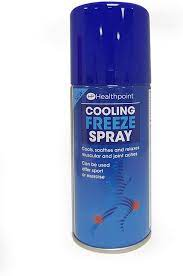 Healthpoint
COOLING
FREEZE
SPRAY
Cools, soothes and relaxes
muscular and joint aches
Can be used
after sport
or exercise